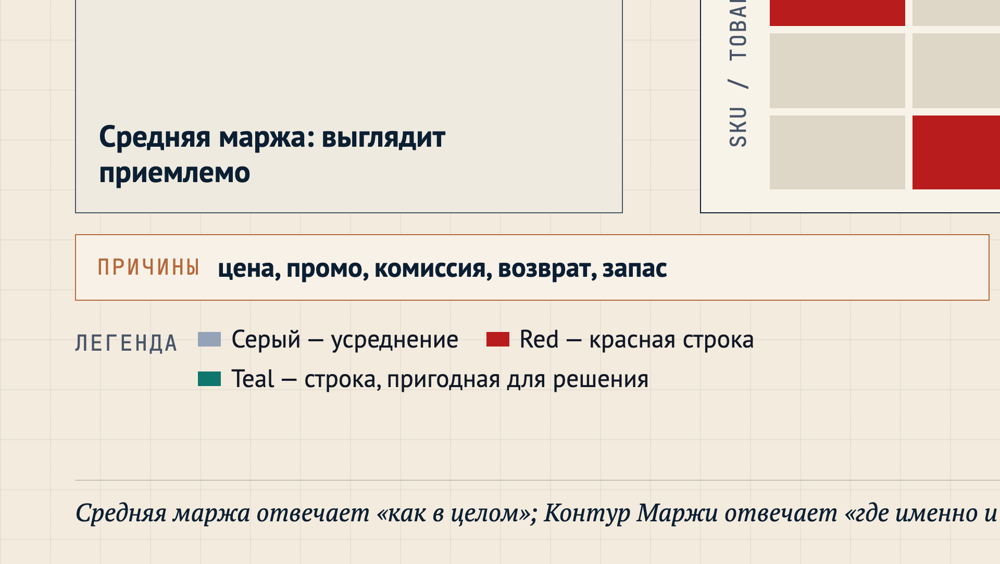 SKU /
Средняя маржа: выглядит
приемлемо
ПРИЧИНЫ цена, промо, комиссия, возврат, запас
ЛЕГЕНДА Серый — усреднение Red — красная строка
Teal — строка, пригодная для решения
Средняя маржа отвечает «как в целом»; Контур Маржи отвечает «где именно и